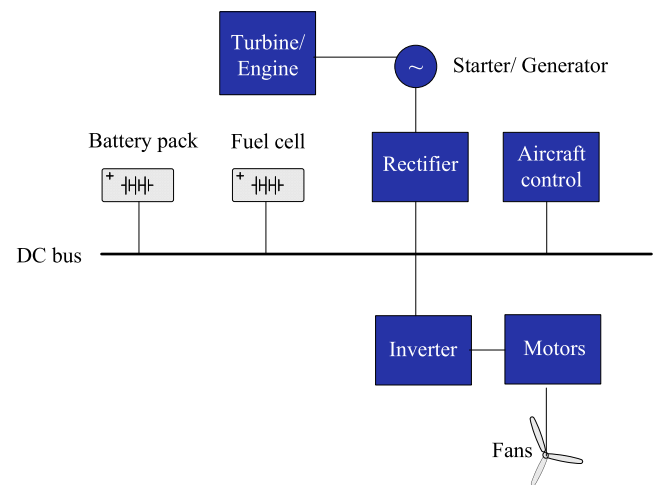 Turbine/
Engine
~
Starter/ Generator
Battery pack
Fuel cell
Rectifier
Aircraft
control
+
+
DC bus
Inverter
Motors
Fans